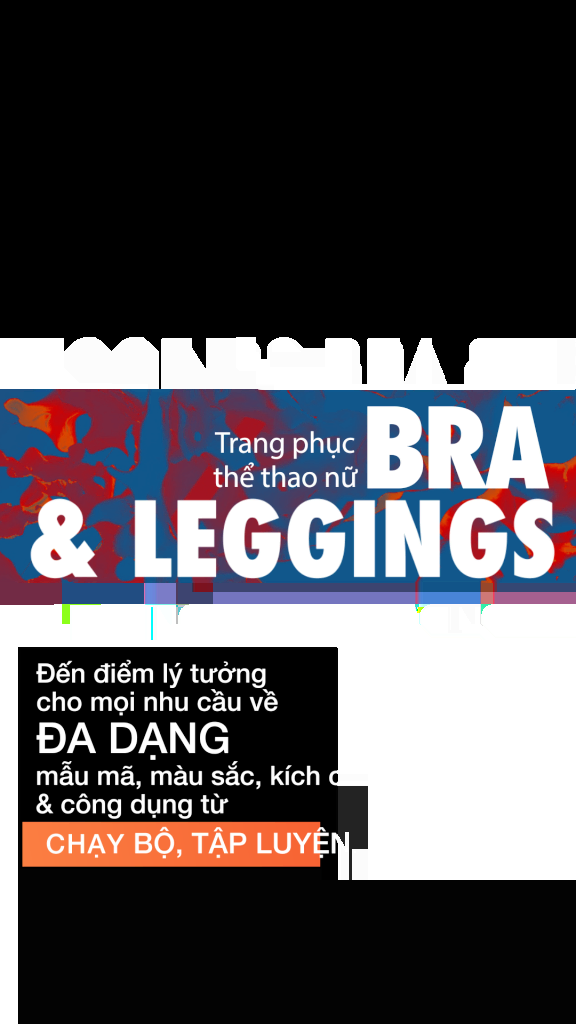 Trang phục
thể thao nữ
BRA
& LEGGINGS
Đến điểm lý tưởng
cho mọi nhu cầu về
ĐA DẠNG
mẫu mã, màu sắc, kích
& công dụng từ
CHẠY BỘ, TẬP LUYỆN